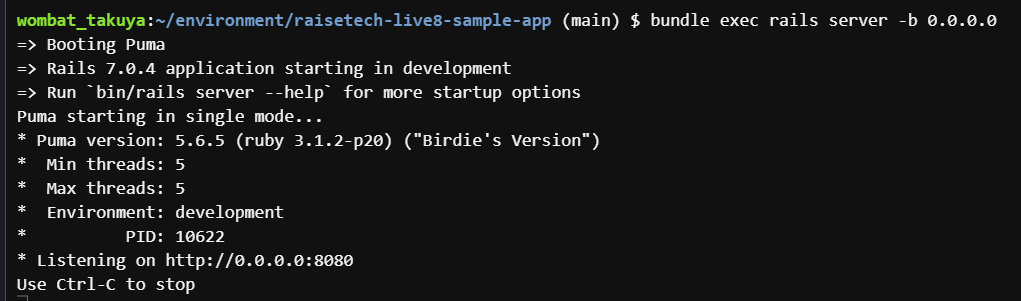 wombat_takuya:~/environment/raisetech-live8-sample-app (main) $ bundle exec rails server -b 0.0.0.0
=> Booting Puma
=> Rails 7.0.4 application starting in development
=> Run `bin/rails server --help` for more startup options
Puma starting in single mode...
* Puma version: 5.6.5 (ruby 3.1.2-p20) ("Birdie's Version")
*  Min threads: 5
*  Max threads: 5
*  Environment: development
*          PID: 10622
* Listening on http://0.0.0.0:8080
Use Ctrl-C to stop